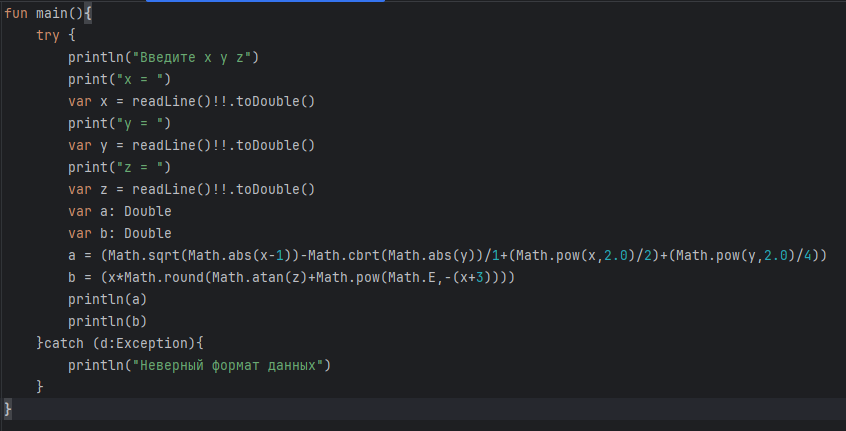 fun main(){
    try {
        println("Введите x y z")
        print("x = ")
        var x = readLine()!!.toDouble()
        print("y = ")
        var y = readLine()!!.toDouble()
        print("z = ")
        var z = readLine()!!.toDouble()
        var a: Double
        var b: Double
        a = (Math.sqrt(Math.abs(x-1))-Math.cbrt(Math.abs(y))/1+(Math.pow(x,2.0)/2)+(Math.pow(y,2.0)/4))
        b = (x*Math.round(Math.atan(z)+Math.pow(Math.E,-(x+3))))
        println(a)
        println(b)
    }catch (d:Exception){
        println("Неверный формат данных")
    }
}